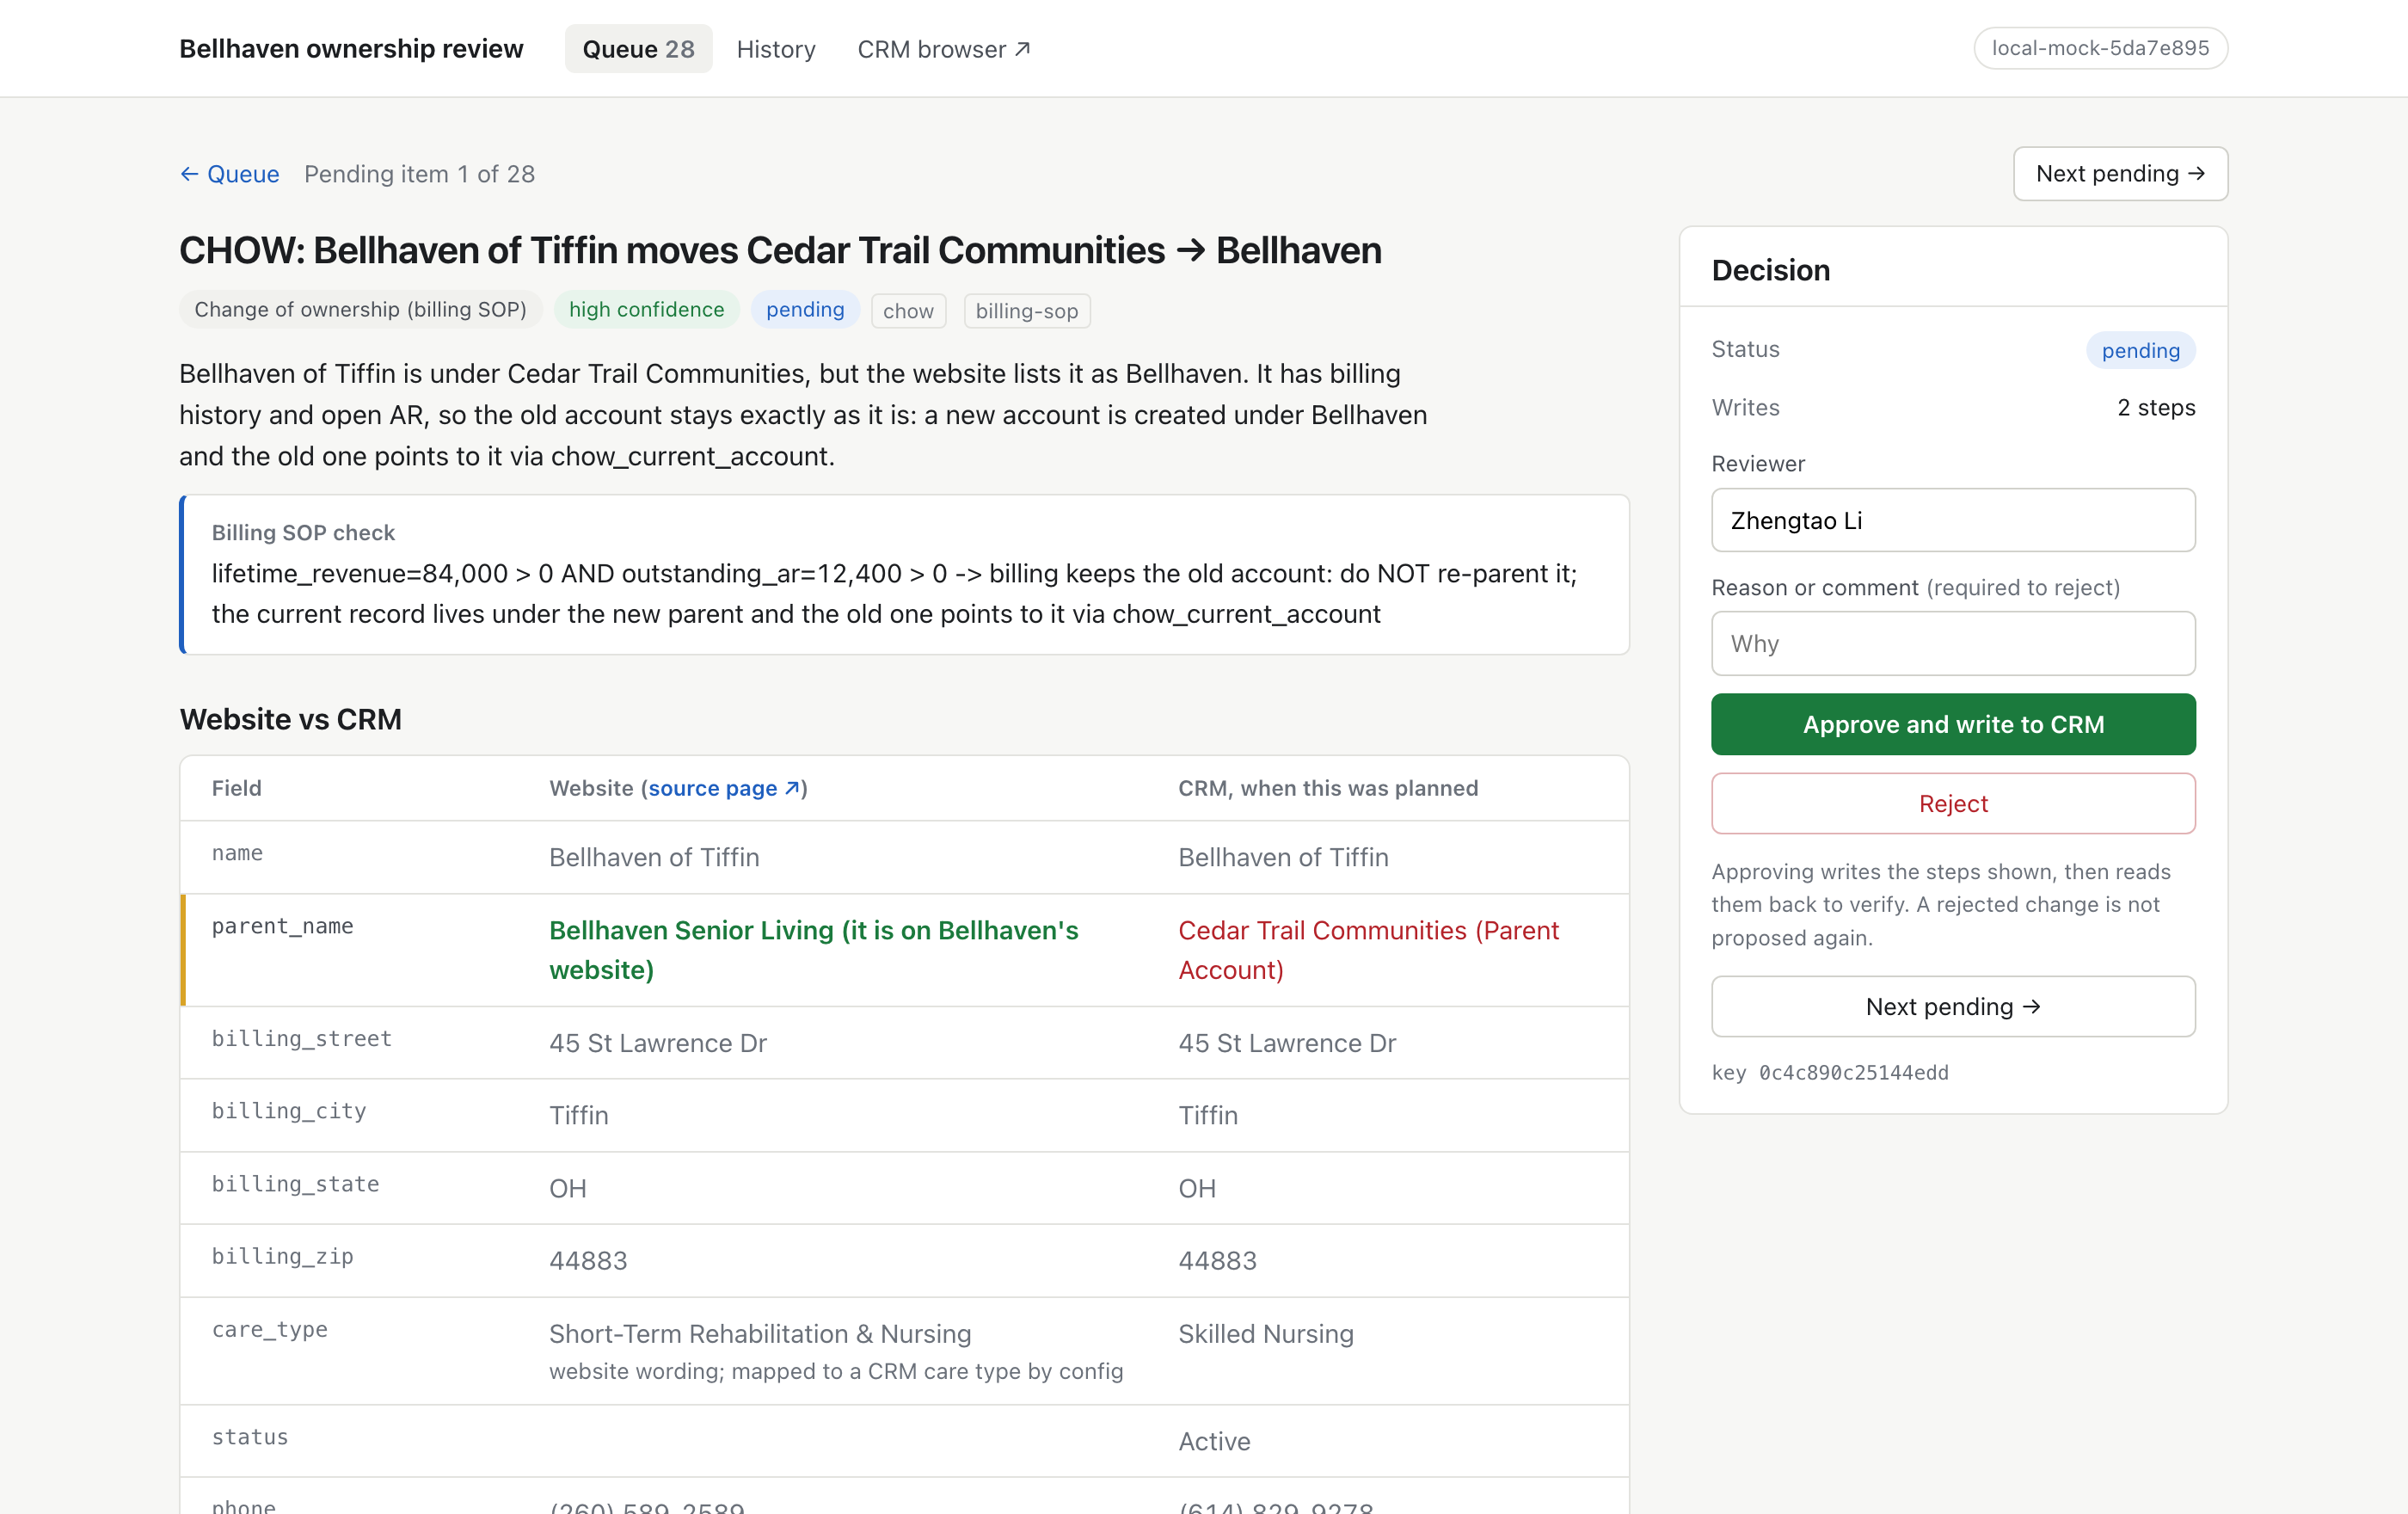 Bellhaven ownership review
Queue 28
History
CRM browser ↗
local-mock-5da7e895
← Queue
Pending item 1 of 28
Next pending →
CHOW: Bellhaven of Tiffin moves Cedar Trail Communities → Bellhaven
Change of ownership (billing SOP)
high confidence
pending
chow
billing-sop
Bellhaven of Tiffin is under Cedar Trail Communities, but the website lists it as Bellhaven. It has billing
history and open AR, so the old account stays exactly as it is: a new account is created under Bellhaven
and the old one points to it via chow_current_account.
Billing SOP check
lifetime_revenue=84,000 > 0 AND outstanding_ar=12,400 > 0 -> billing keeps the old account: do NOT re-parent it;
the current record lives under the new parent and the old one points to it via chow_current_account
Website vs CRM
Field
Website (source page ↗)
CRM, when this was planned
name
Bellhaven of Tiffin
Bellhaven of Tiffin
parent_name
Bellhaven Senior Living (it is on Bellhaven's
website)
Cedar Trail Communities (Parent
Account)
billing_street
45 St Lawrence Dr
45 St Lawrence Dr
billing_city
Tiffin
Tiffin
billing_state
OH
OH
billing_zip
44883
44883
care_type
Short-Term Rehabilitation & Nursing
website wording; mapped to a CRM care type by config
Skilled Nursing
status
Active
phone
(260) 589-2589
(614) 829-9278
Decision
Status
pending
Writes
2 steps
Reviewer
Zhengtao Li
Reason or comment (required to reject)
Why
Approve and write to CRM
Reject
Approving writes the steps shown, then reads
them back to verify. A rejected change is not
proposed again.
Next pending →
key 0c4c890c25144edd